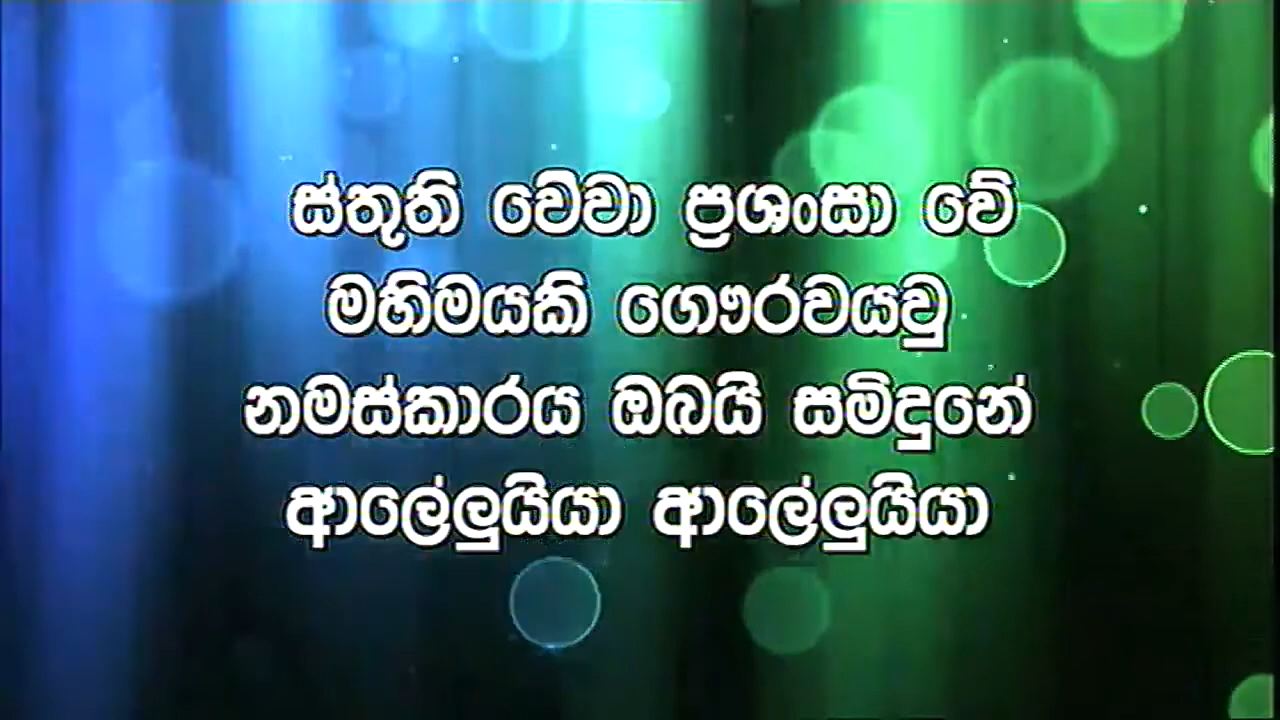 ස්තුති වේවා ප්‍රශංසා වේ
මහිමයකි ගෞරවයවු
නමස්කාරය ඔබයි සමිදුනේ
ආලේලුයියා ආලේලුයියා